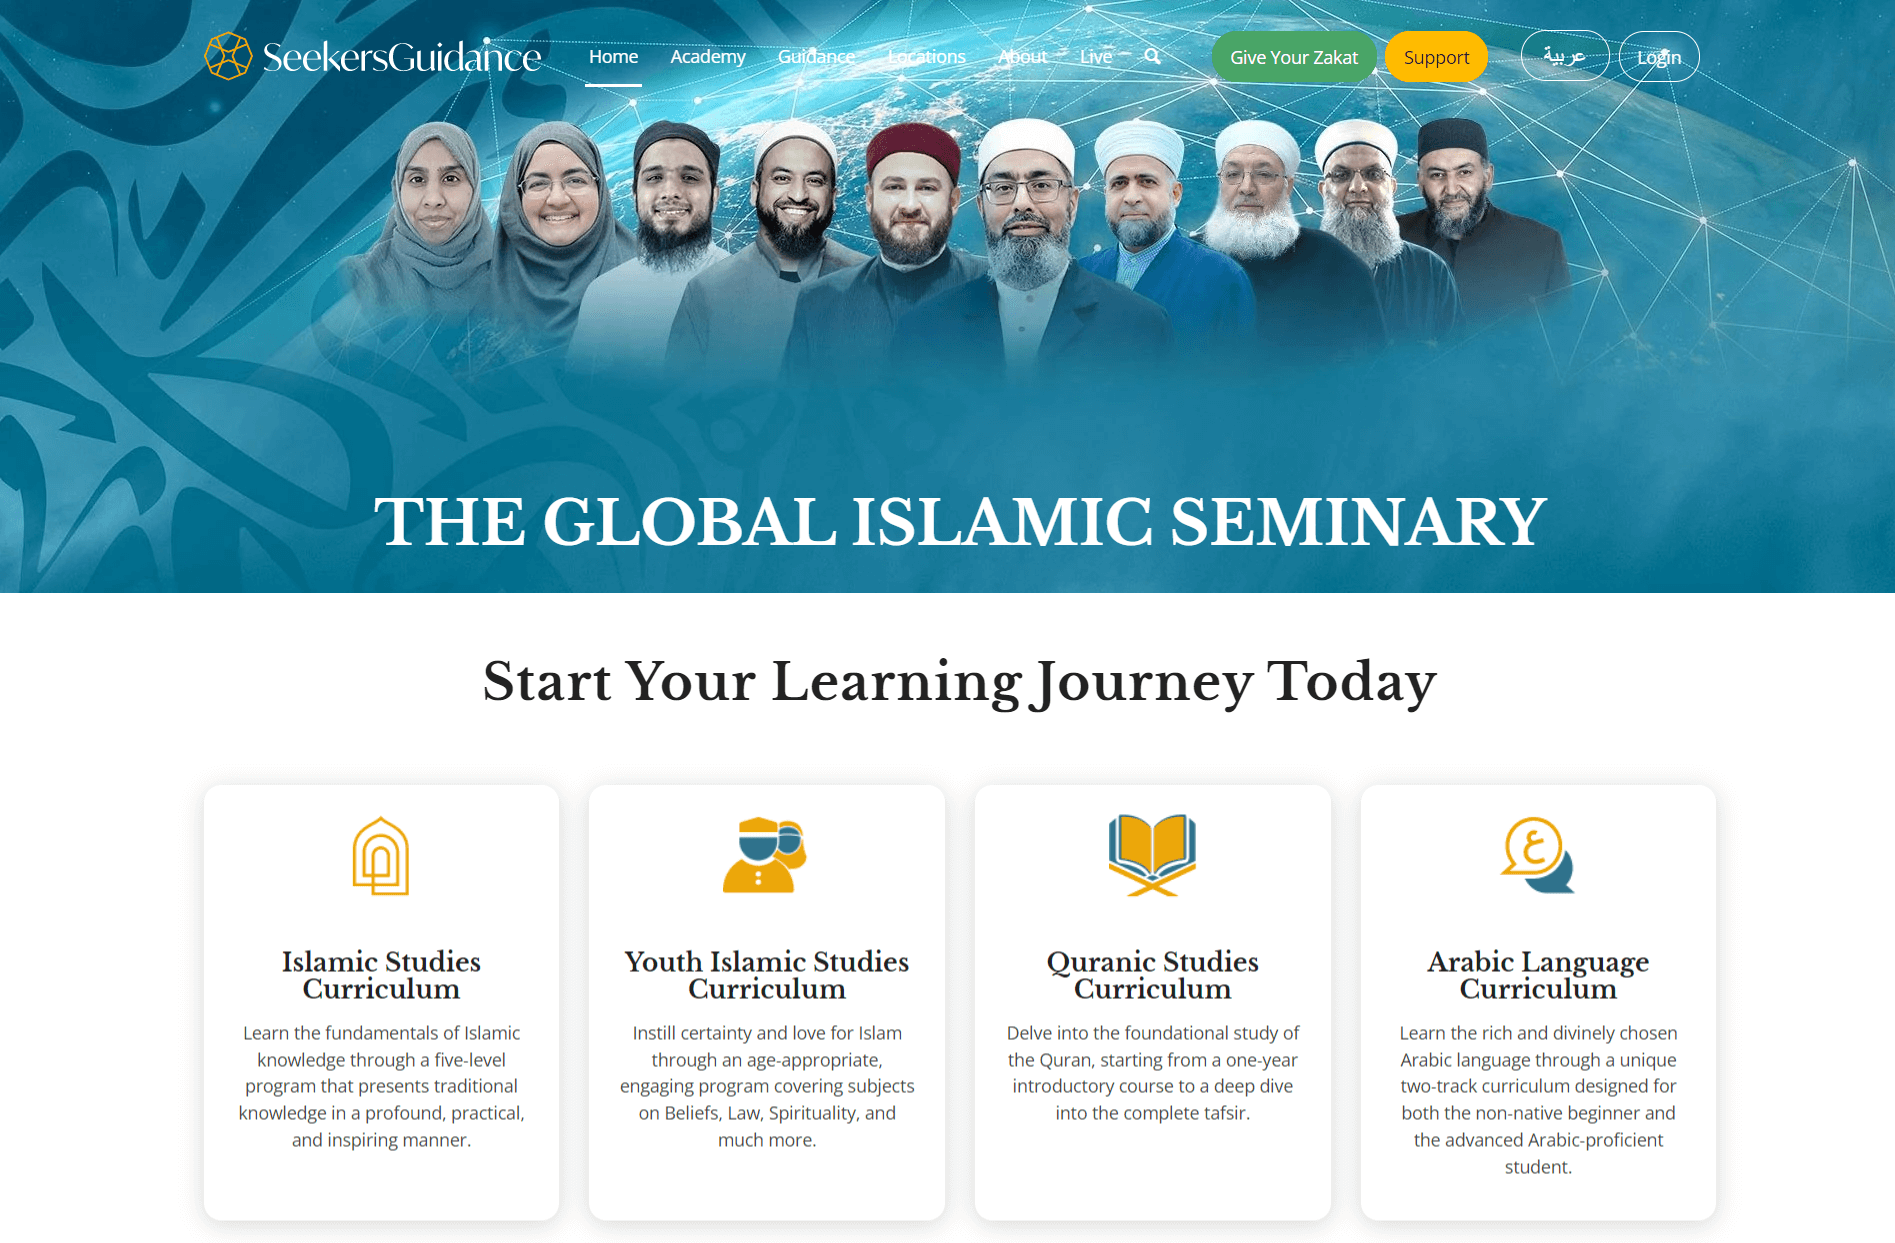 SeekersGuidance
Home Academy Guidance Locations About Live Give Your Zakat Support عربية Login
THE GLOBAL ISLAMIC SEMINARY
Start Your Learning Journey Today
Islamic Studies
Curriculum
Learn the fundamentals of Islamic
knowledge through a five-level
program that presents traditional
knowledge in a profound, practical,
and inspiring manner.
Youth Islamic Studies
Curriculum
Instill certainty and love for Islam
through an age-appropriate,
engaging program covering subjects
on Beliefs, Law, Spirituality, and
much more.
Quranic Studies
Curriculum
Delve into the foundational study of
the Quran, starting from a one-year
introductory course to a deep dive
into the complete tafsir.
ع
Arabic Language
Curriculum
Learn the rich and divinely chosen
Arabic language through a unique
two-track curriculum designed for
both the non-native beginner and
the advanced Arabic-proficient
student.